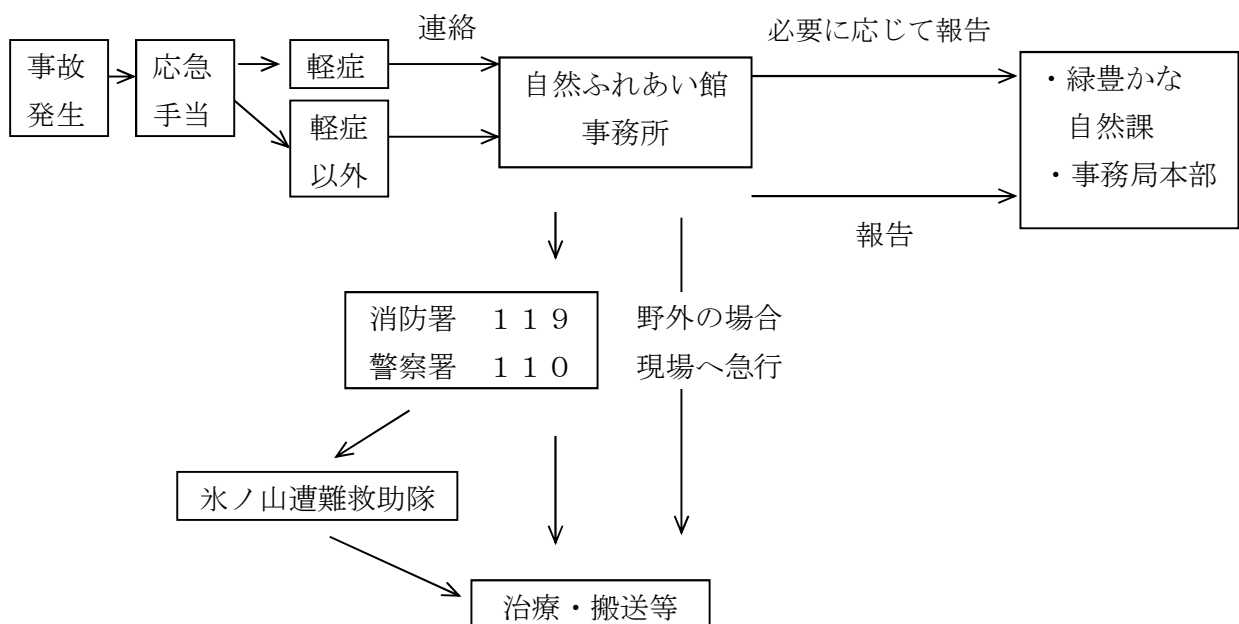 連絡
必要に応じて報告
事故
発生
応急
手当
軽症
軽症
以外
自然ふれあい館
事務所
・緑豊かな
自然課
・事務局本部
報告
消防署　１１９
警察署　１１０
野外の場合
現場へ急行
氷ノ山遭難救助隊
治療・搬送等